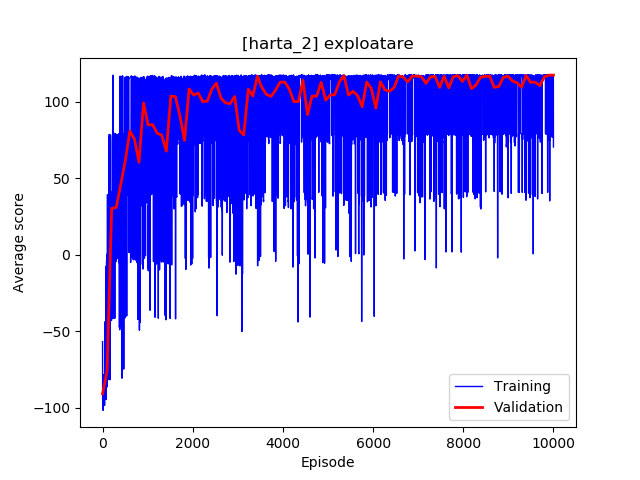 [harta_2] exploatare
Average score
100
50
0
−50
−100
0 2000 4000 6000 8000 10000
Episode
Training
Validation